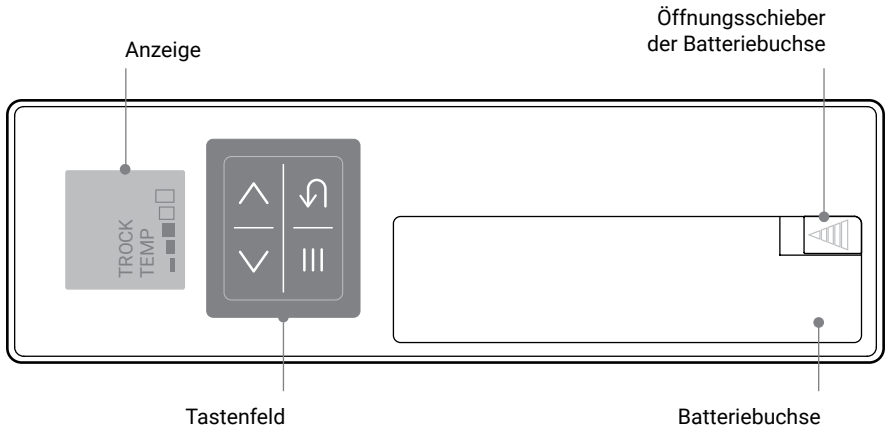 Öffnungsschieber
der Batteriebuchse
Anzeige
TROCK
TEMP
Tastenfeld
Batteriebuchse